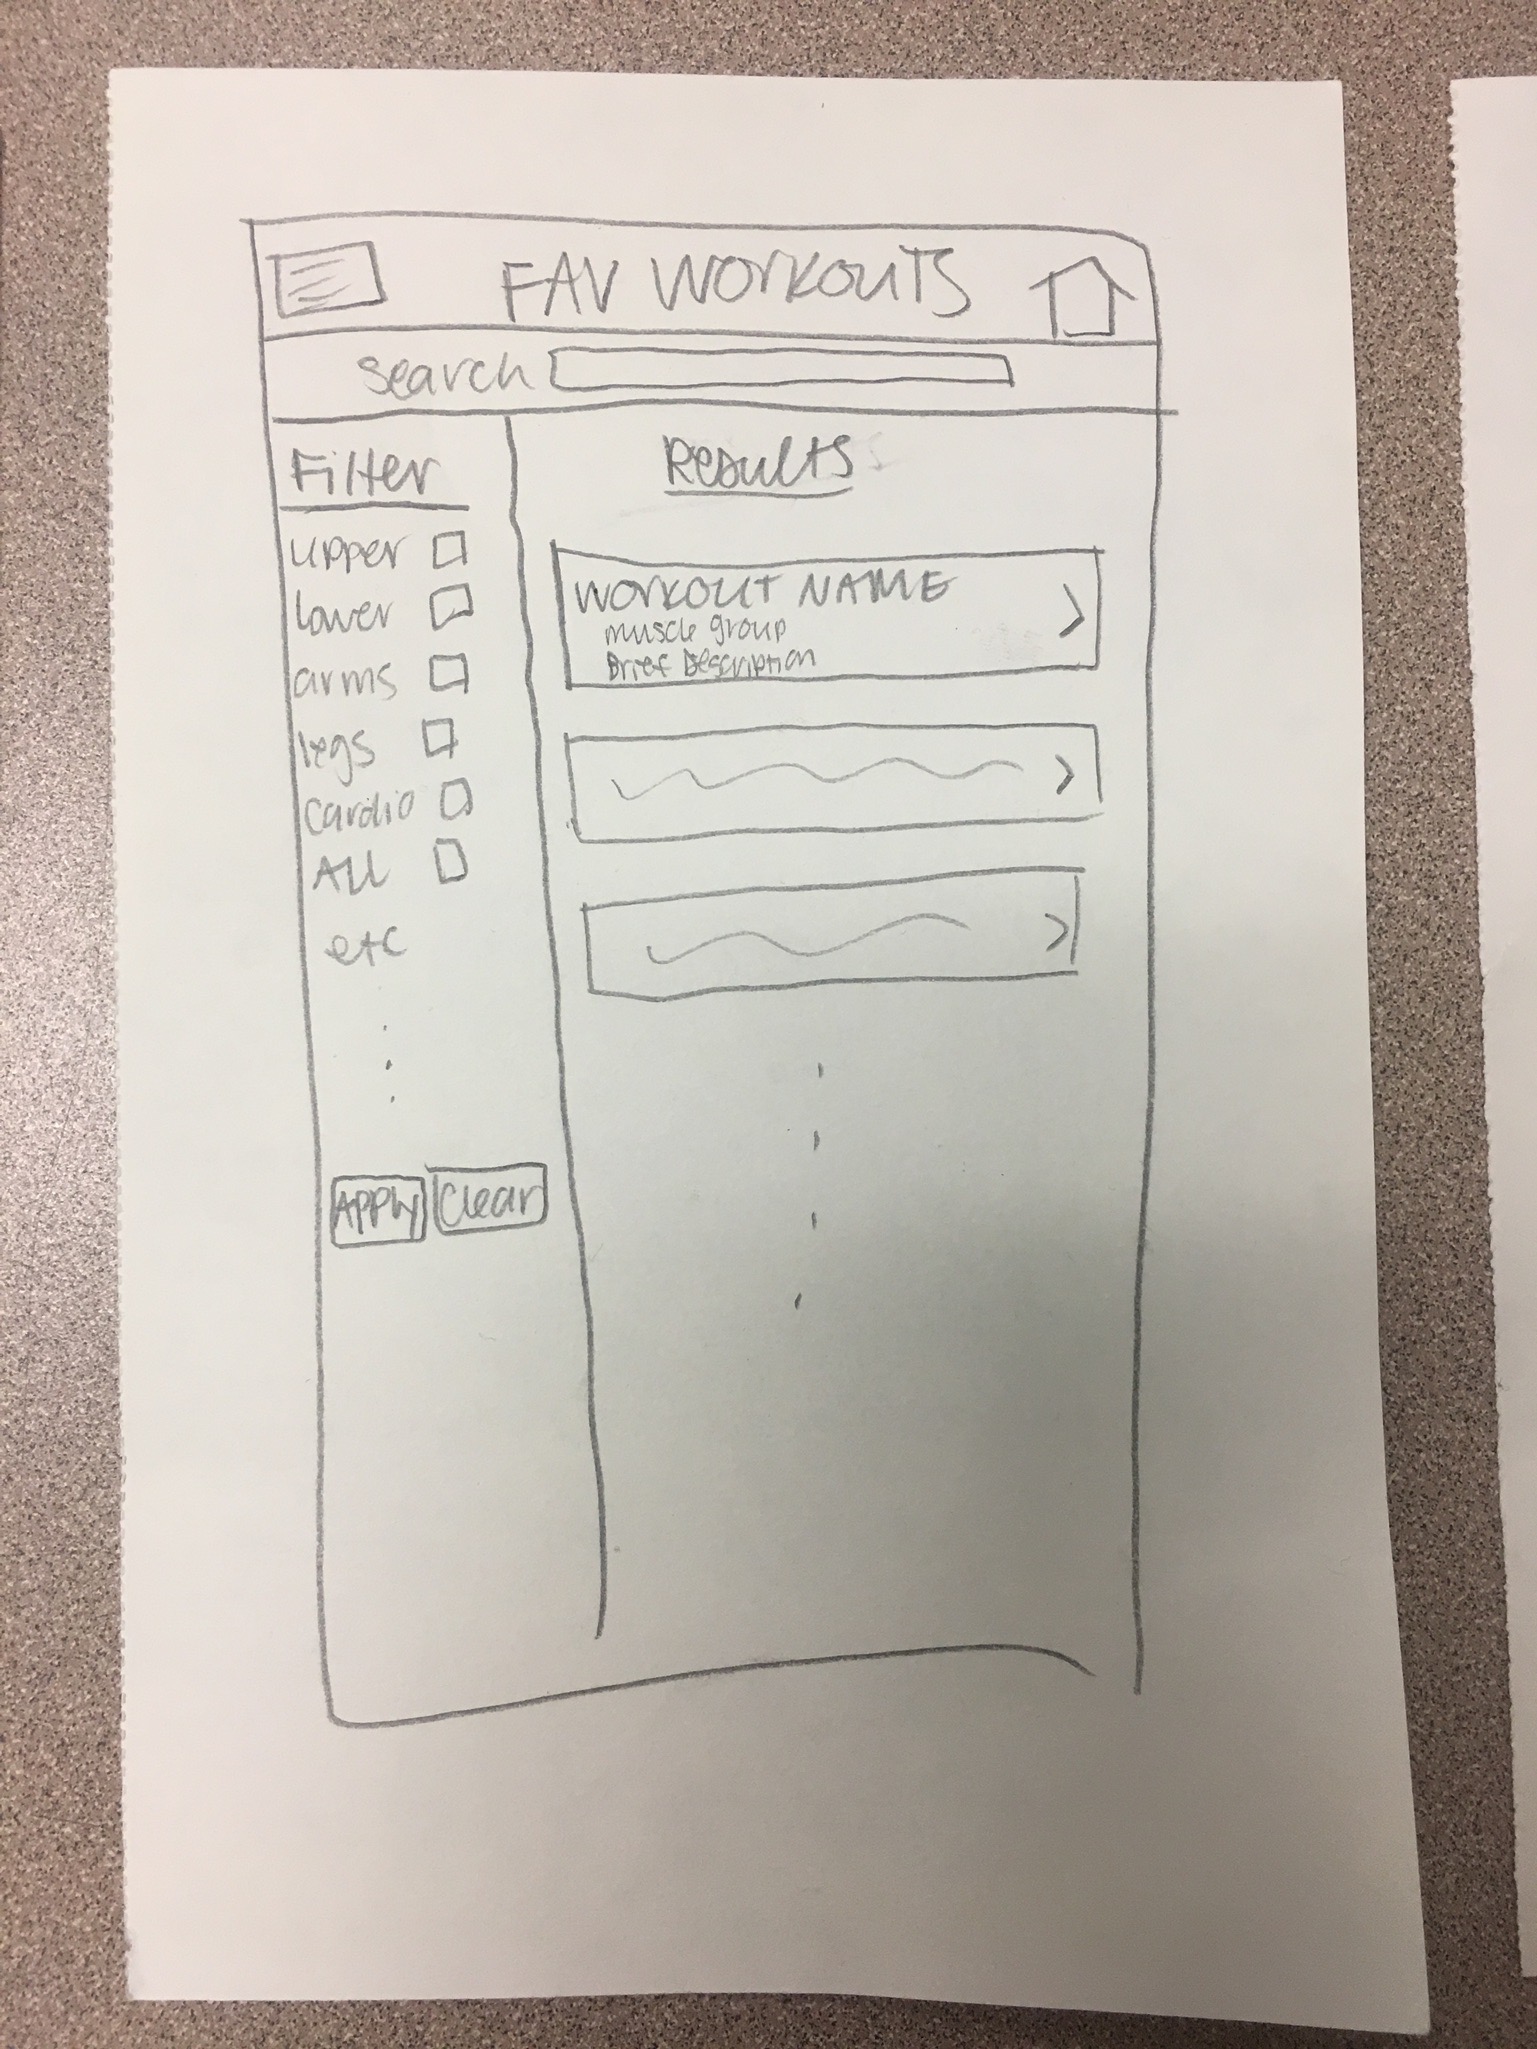 FAV WORKOUTS
search
Filter
upper
lower
arms
legs
cardio
ALL
etc
APPly
Clear
Results
WORKOUT NAME
muscle group
Brief Description